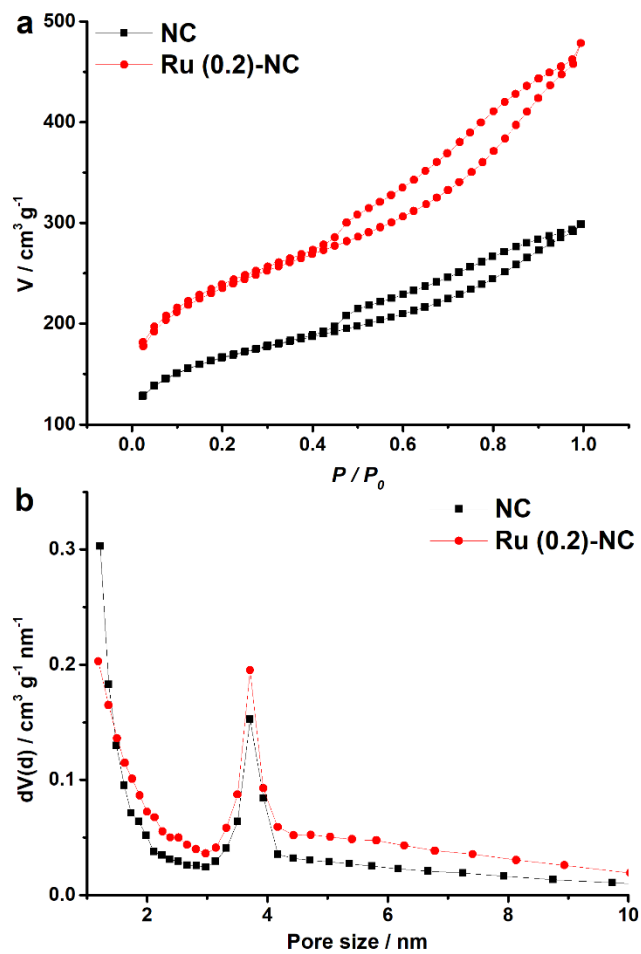 a
NC
Ru (0.2)-NC
500
400
300
200
100
V / cm³ g⁻¹
0.0 0.2 0.4 0.6 0.8 1.0
P / P₀
b
NC
Ru (0.2)-NC
0.3
0.2
0.1
0.0
dV(d) / cm³ g⁻¹ nm⁻¹
2 4 6 8 10
Pore size / nm